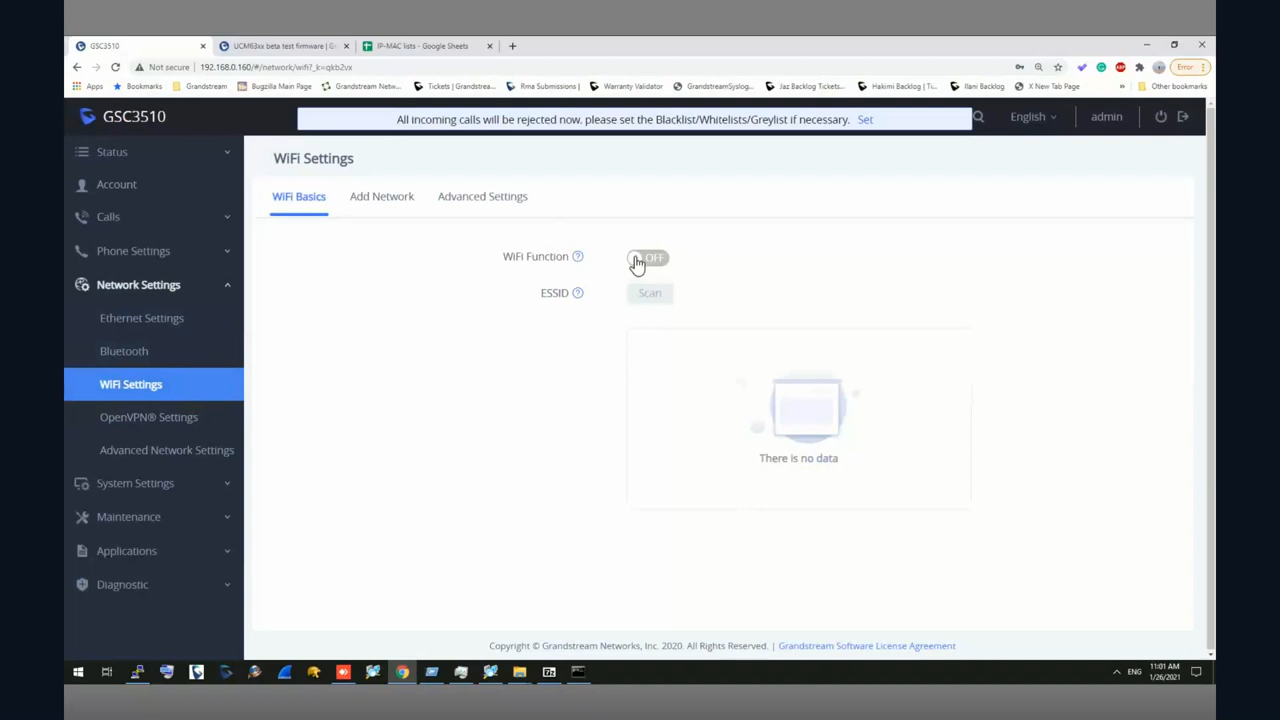 GSC3510
UCM63xx beta test firmware | G
IP-MAC lists - Google Sheets
Not secure
192.168.0.160/#/network/wifi?_k=qkb2vx
Error
Apps
Bookmarks
Grandstream
Bugzilla Main Page
Grandstream Netw...
Tickets | Grandstrea...
Rma Submissions |
Warranty Validator
GrandstreamSyslog...
Jaz Backlog Tickets...
Hakimi Backlog | Ti...
Ilani Backlog
X New Tab Page
»
Other bookmarks
GSC3510
All incoming calls will be rejected now, please set the Blacklist/Whitelists/Greylist if necessary. Set
English
admin
Status
Account
Calls
Phone Settings
Network Settings
Ethernet Settings
Bluetooth
WiFi Settings
OpenVPN® Settings
Advanced Network Settings
System Settings
Maintenance
Applications
Diagnostic
WiFi Settings
WiFi Basics
Add Network
Advanced Settings
WiFi Function
OFF
ESSID
Scan
There is no data
Copyright © Grandstream Networks, Inc. 2020. All Rights Reserved. | Grandstream Software License Agreement
ENG
11:01 AM
1/26/2021